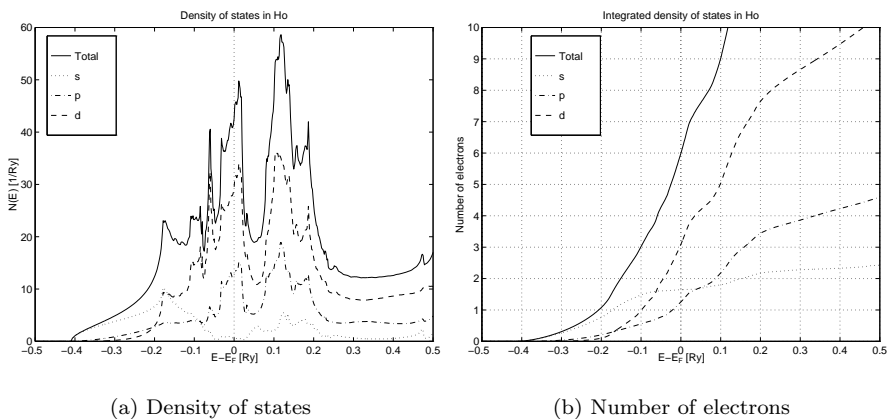 Density of states in Ho
60
50
40
30
20
10
0
N(E) [1/Ry]
Total
s
p
d
−0.5 −0.4 −0.3 −0.2 −0.1 0 0.1 0.2 0.3 0.4 0.5
E−E_F [Ry]
(a) Density of states
Integrated density of states in Ho
10
9
8
7
6
5
4
3
2
1
0
Number of electrons
Total
s
p
d
−0.5 −0.4 −0.3 −0.2 −0.1 0 0.1 0.2 0.3 0.4 0.5
E−E_F [Ry]
(b) Number of electrons